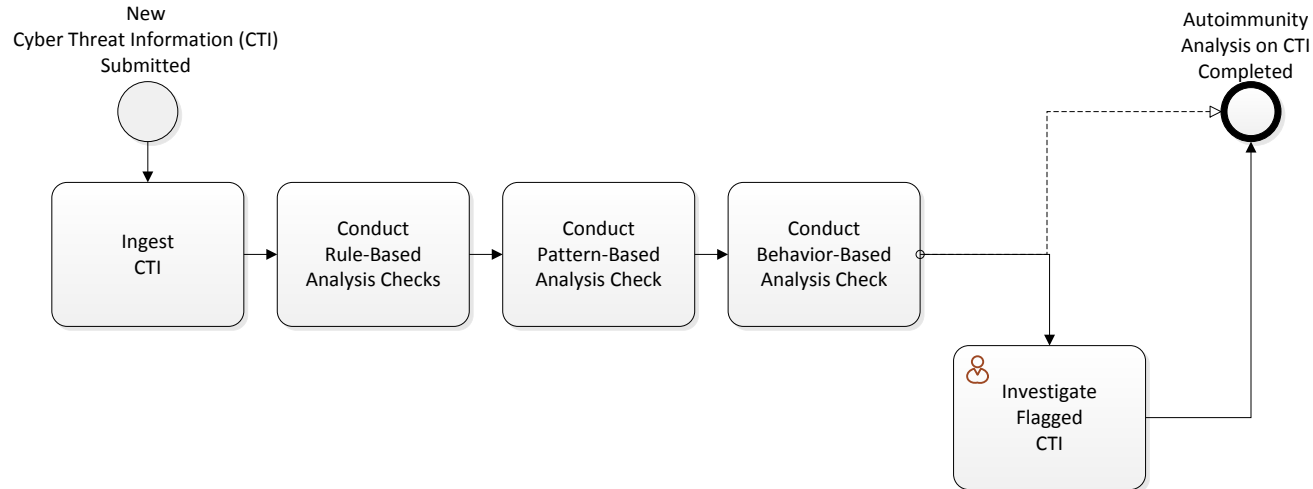 New
Cyber Threat Information (CTI)
Submitted
Autoimmunity
Analysis on CTI
Completed
Ingest
CTI
Conduct
Rule-Based
Analysis Checks
Conduct
Pattern-Based
Analysis Check
Conduct
Behavior-Based
Analysis Check
Investigate
Flagged
CTI